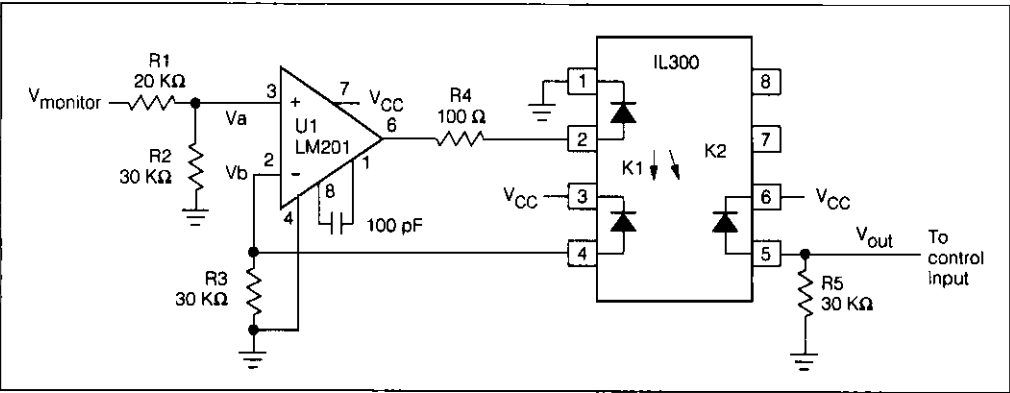 R1
20 KΩ
Vmonitor
Va
R2
30 KΩ
Vb
3
+
2
−
U1
LM201
7
VCC
6
1
8
4
100 pF
R3
30 KΩ
R4
100 Ω
IL300
1
2
3
4
8
7
6
5
K1
K2
VCC
VCC
Vout
To
control
input
R5
30 KΩ